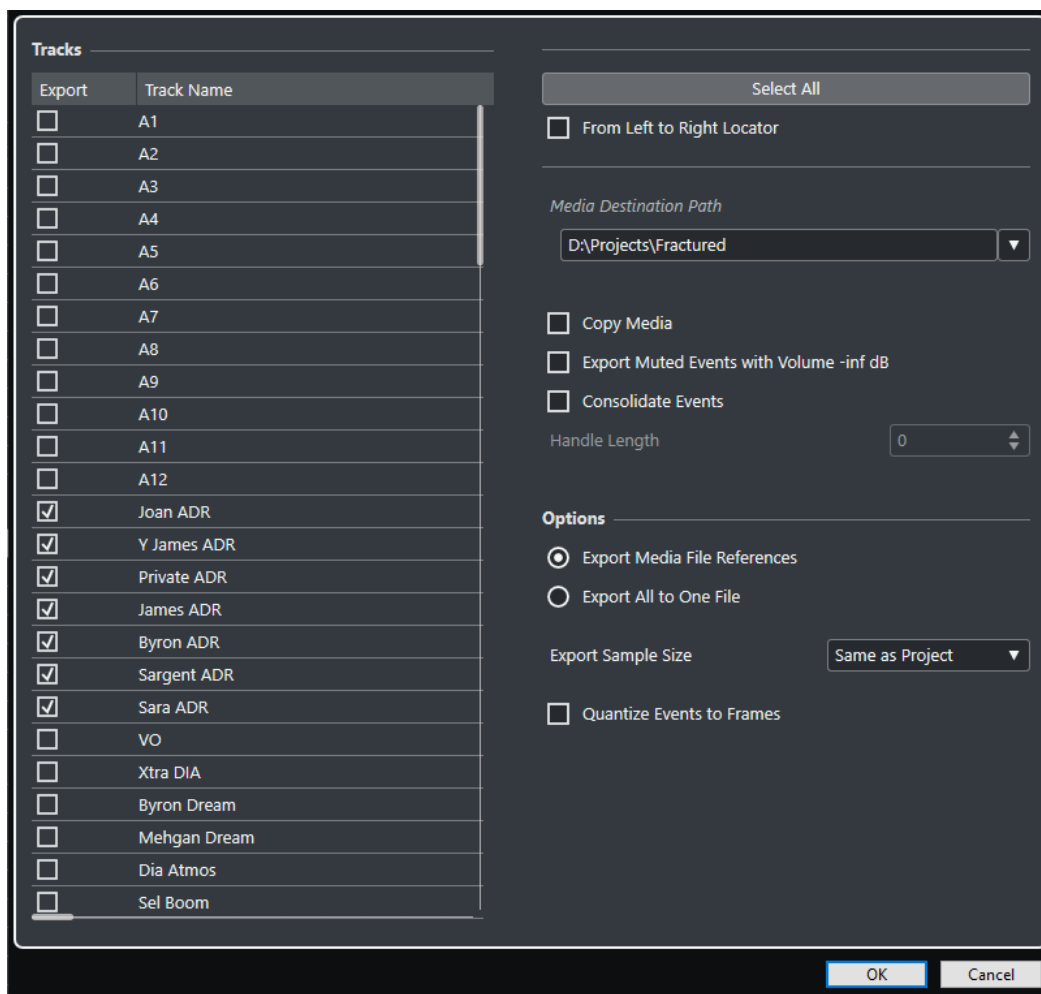 Tracks
Export Track Name
A1
A2
A3
A4
A5
A6
A7
A8
A9
A10
A11
A12
Joan ADR
Y James ADR
Private ADR
James ADR
Byron ADR
Sargent ADR
Sara ADR
VO
Xtra DIA
Byron Dream
Mehgan Dream
Dia Atmos
Sel Boom
Select All
From Left to Right Locator
Media Destination Path
D:\Projects\Fractured
Copy Media
Export Muted Events with Volume -inf dB
Consolidate Events
Handle Length 0
Options
Export Media File References
Export All to One File
Export Sample Size Same as Project
Quantize Events to Frames
OK Cancel